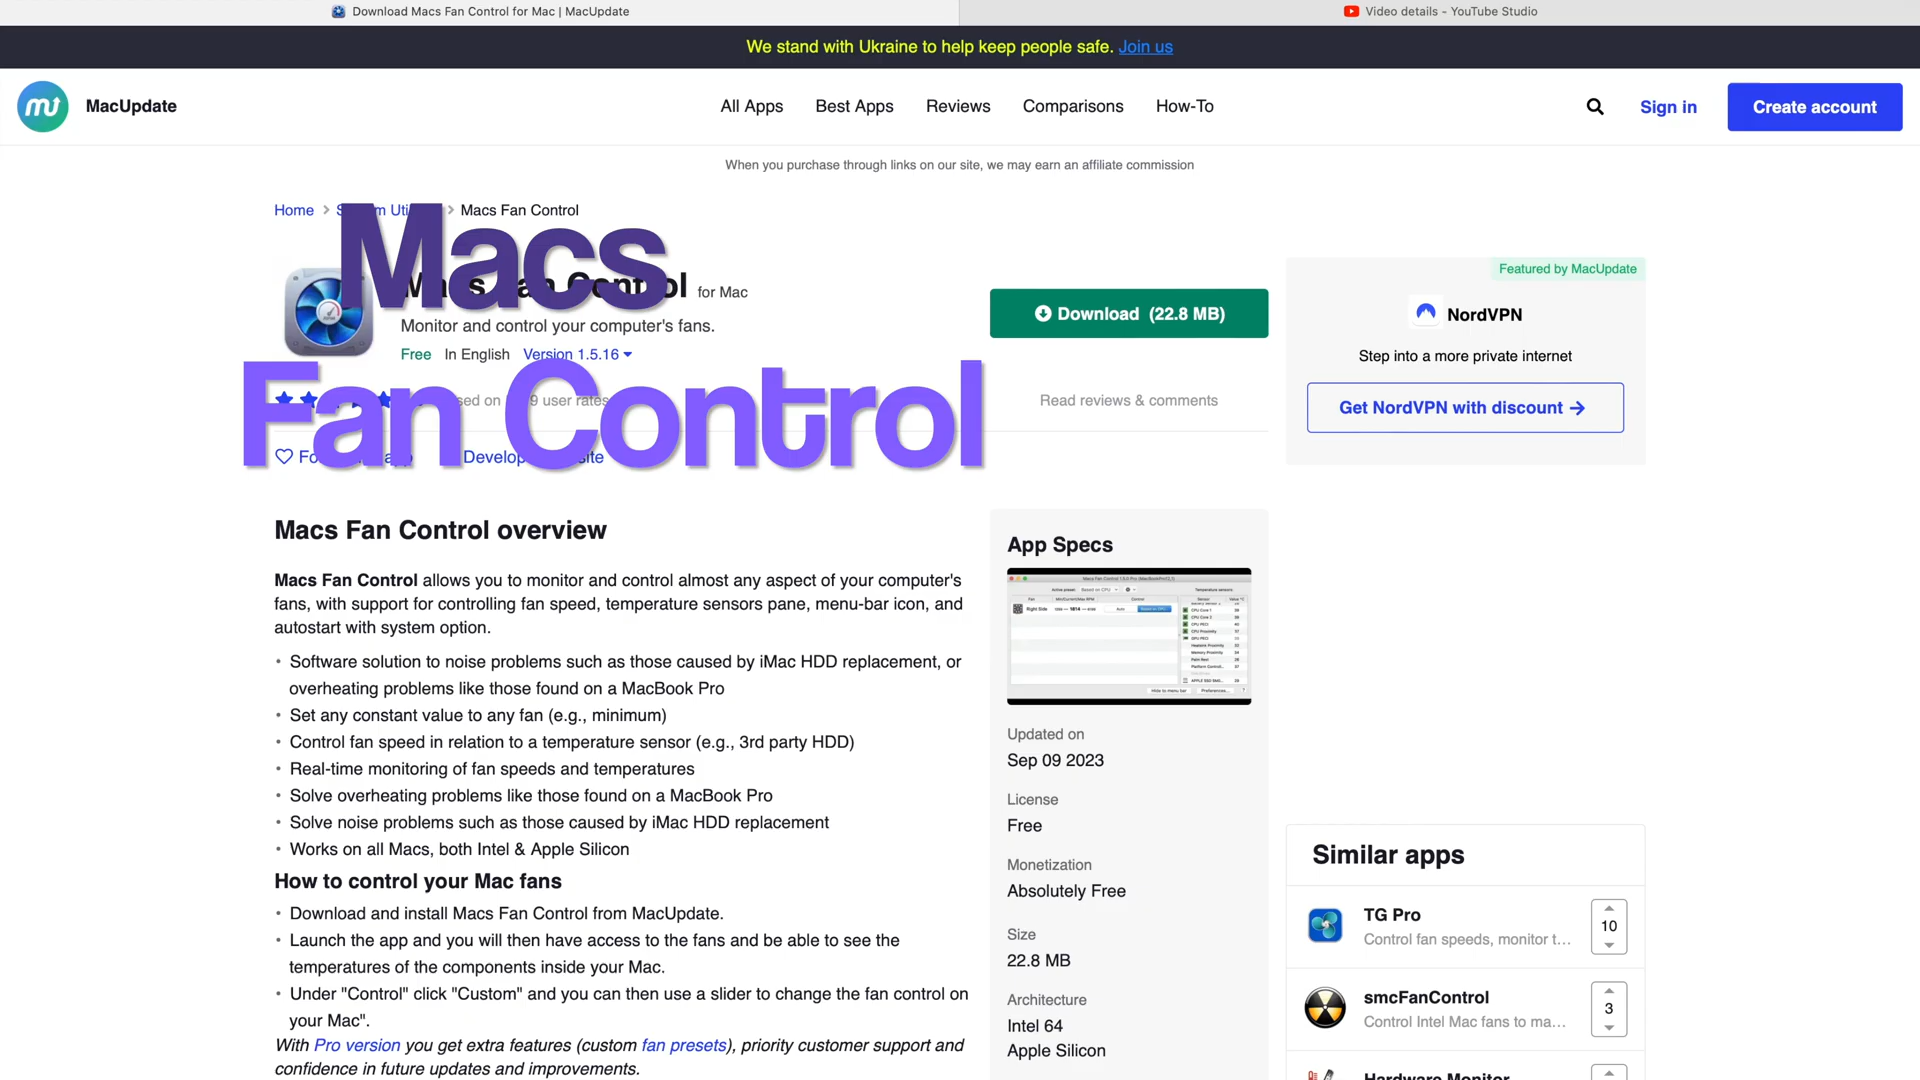 Download Macs Fan Control for Mac | MacUpdate
Video details - YouTube Studio
We stand with Ukraine to help keep people safe. Join us
MacUpdate
All Apps
Best Apps
Reviews
Comparisons
How-To
Sign in
Create account
When you purchase through links on our site, we may earn an affiliate commission
Home > > Macs Fan Control
Macs
Fan Control
for Mac
Monitor and control your computer's fans.
Free In English Version 1.5.16
user rates
Download (22.8 MB)
Read reviews & comments
Featured by MacUpdate
NordVPN
Step into a more private internet
Get NordVPN with discount →
Macs Fan Control overview
Macs Fan Control allows you to monitor and control almost any aspect of your computer's
fans, with support for controlling fan speed, temperature sensors pane, menu-bar icon, and
autostart with system option.
• Software solution to noise problems such as those caused by iMac HDD replacement, or
overheating problems like those found on a MacBook Pro
• Set any constant value to any fan (e.g., minimum)
• Control fan speed in relation to a temperature sensor (e.g., 3rd party HDD)
• Real-time monitoring of fan speeds and temperatures
• Solve overheating problems like those found on a MacBook Pro
• Solve noise problems such as those caused by iMac HDD replacement
• Works on all Macs, both Intel & Apple Silicon
How to control your Mac fans
• Download and install Macs Fan Control from MacUpdate.
• Launch the app and you will then have access to the fans and be able to see the
temperatures of the components inside your Mac.
• Under "Control" click "Custom" and you can then use a slider to change the fan control on
your Mac".
With Pro version you get extra features (custom fan presets), priority customer support and
confidence in future updates and improvements.
App Specs
Updated on
Sep 09 2023
License
Free
Monetization
Absolutely Free
Size
22.8 MB
Architecture
Intel 64
Apple Silicon
Similar apps
TG Pro
Control fan speeds, monitor t...
10
smcFanControl
Control Intel Mac fans to ma...
3
Hardware Monitor